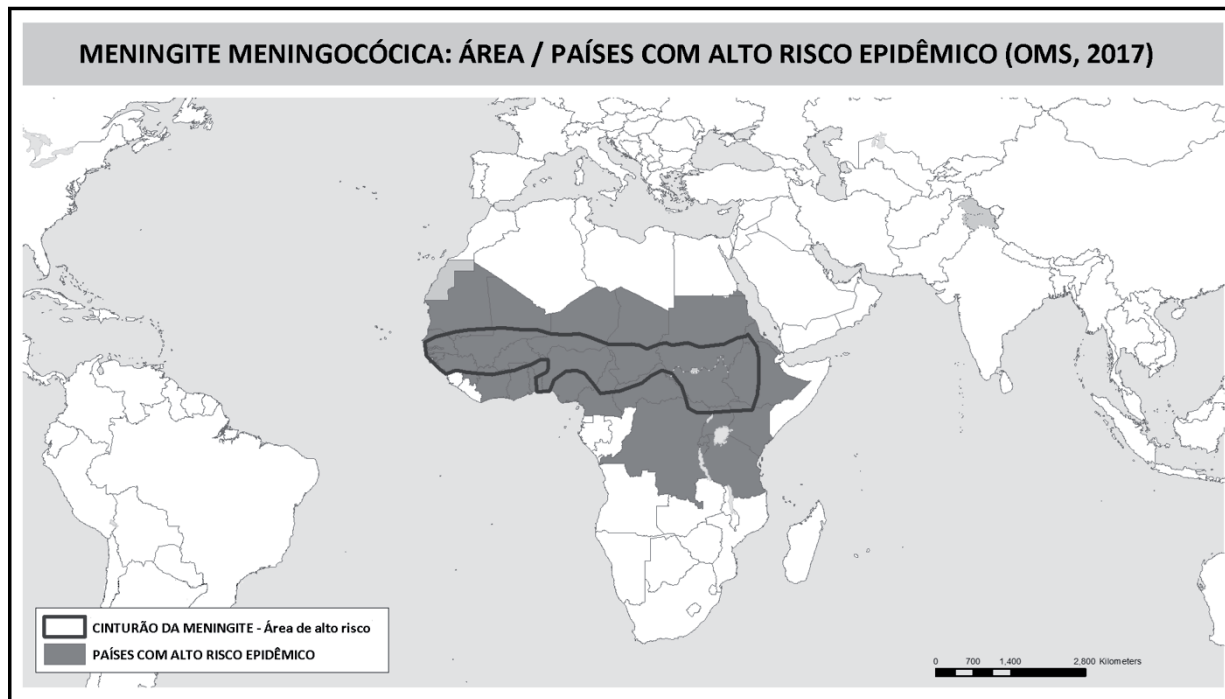 MENINGITE MENINGOCÓCICA: ÁREA / PAÍSES COM ALTO RISCO EPIDÊMICO (OMS, 2017)
CINTURÃO DA MENINGITE - Área de alto risco
PAÍSES COM ALTO RISCO EPIDÊMICO
0 700 1,400 2,800 Kilometers